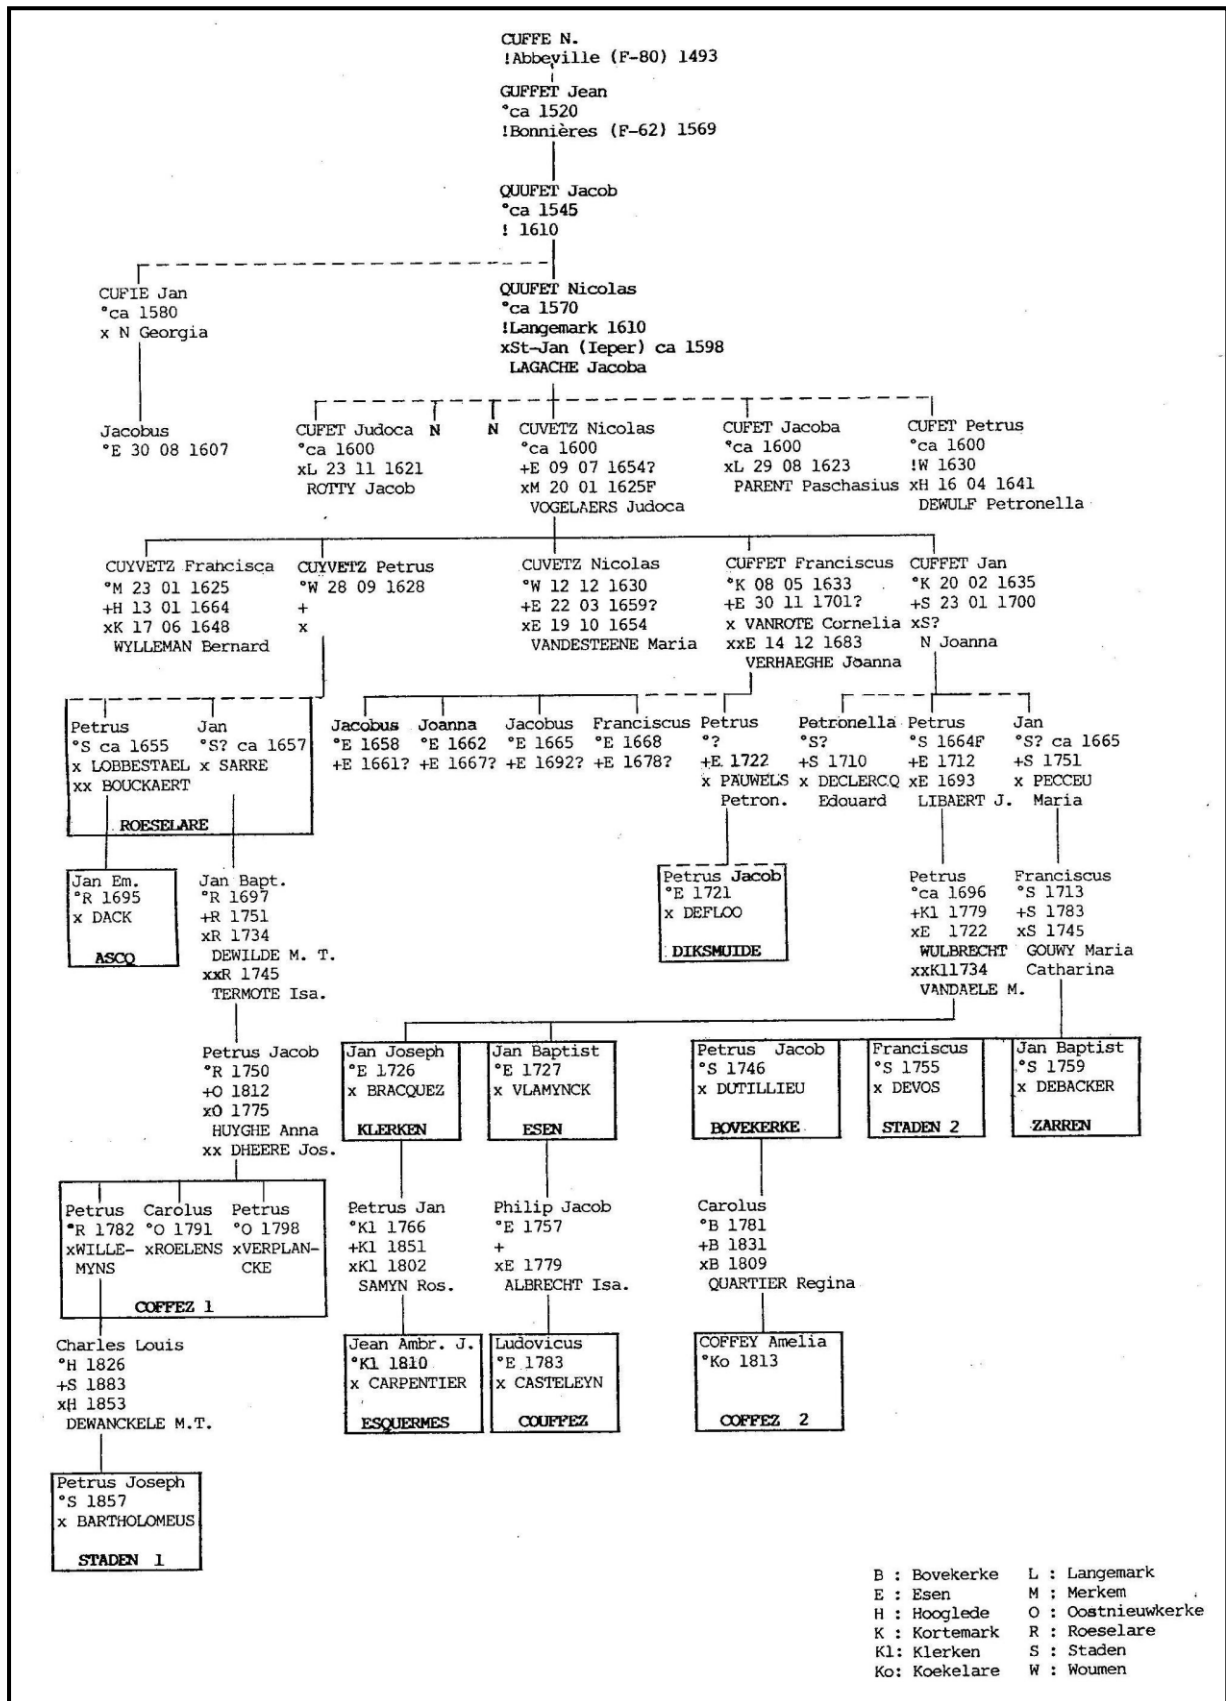 CUFFE N.
!Abbeville (F-80) 1493
GUFFET Jean
°ca 1520
!Bonnières (F-62) 1569
QUUFET Jacob
°ca 1545
! 1610
CUFIE Jan
°ca 1580
x N Georgia
QUUFET Nicolas
°ca 1570
!Langemark 1610
xSt-Jan (Ieper) ca 1598
LAGACHE Jacoba
Jacobus
°E 30 08 1607
CUFET Judoca
°ca 1600
xL 23 11 1621
ROTTY Jacob
N
N
CUVETZ Nicolas
°ca 1600
+E 09 07 1654?
xM 20 01 1625F
VOGELAERS Judoca
CUFET Jacoba
°ca 1600
xL 29 08 1623
PARENT Paschasius
CUFET Petrus
°ca 1600
!W 1630
xH 16 04 1641
DEWULF Petronella
CUYVETZ Francisca
°M 23 01 1625
+H 13 01 1664
xK 17 06 1648
WYLLEMAN Bernard
CUYVETZ Petrus
°W 28 09 1628
+
x
CUVETZ Nicolas
°W 12 12 1630
+E 22 03 1659?
xE 19 10 1654
VANDESTEENE Maria
CUFFET Franciscus
°K 08 05 1633
+E 30 11 1701?
x VANROTE Cornelia
xxE 14 12 1683
VERHAEGHE Joanna
CUFFET Jan
°K 20 02 1635
+S 23 01 1700
xS?
N Joanna
Petrus
°S ca 1655
x LOBBESTAEL
xx BOUCKAERT
Jan
°S? ca 1657
x SARRE
ROESELARE
Jacobus
°E 1658
+E 1661?
Joanna
°E 1662
+E 1667?
Jacobus
°E 1665
+E 1692?
Franciscus
°E 1668
+E 1678?
Petrus
°?
+E 1722
x PAUWELS
Petron.
Petronella
°S?
+S 1710
x DECLERCQ
Edouard
Petrus
°S 1664F
+E 1712
xE 1693
LIBAERT J.
Jan
°S? ca 1665
+S 1751
x PECCEU
Maria
Jan Em.
°R 1695
x DACK
ASCQ
Jan Bapt.
°R 1697
+R 1751
xR 1734
DEWILDE M. T.
xxR 1745
TERMOTE Isa.
Petrus Jacob
°E 1721
x DEFLOO
DIKSMUIDE
Petrus
°ca 1696
+Kl 1779
xE 1722
WULBRECHT
xxKl1734
VANDAELE M.
Franciscus
°S 1713
+S 1783
xS 1745
GOUWY Maria
Catharina
Petrus Jacob
°R 1750
+O 1812
xO 1775
HUYGHE Anna
xx DHEERE Jos.
Jan Joseph
°E 1726
x BRACQUEZ
KLERKEN
Jan Baptist
°E 1727
x VLAMYNCK
ESEN
Petrus Jacob
°S 1746
x DUTILLIEU
BOVEKERKE
Franciscus
°S 1755
x DEVOS
STADEN 2
Jan Baptist
°S 1759
x DEBACKER
ZARREN
Petrus
°R 1782
xWILLE-
MYNS
Carolus
°O 1791
xROELENS
Petrus
°O 1798
xVERPLAN-
CKE
COFFEZ 1
Petrus Jan
°Kl 1766
+Kl 1851
xKl 1802
SAMYN Ros.
Philip Jacob
°E 1757
+
xE 1779
ALBRECHT Isa.
Carolus
°B 1781
+B 1831
xB 1809
QUARTIER Regina
Charles Louis
°H 1826
+S 1883
xH 1853
DEWANCKELE M.T.
Jean Ambr. J.
°Kl 1810
x CARPENTIER
ESQUERMES
Ludovicus
°E 1783
x CASTELEYN
COUFFEZ
COFFEY Amelia
°Ko 1813
COFFEZ 2
Petrus Joseph
°S 1857
x BARTHOLOMEUS
STADEN 1
B : Bovekerke L : Langemark
E : Esen M : Merkem
H : Hooglede O : Oostnieuwkerke
K : Kortemark R : Roeselare
Kl: Klerken S : Staden
Ko: Koekelare W : Woumen